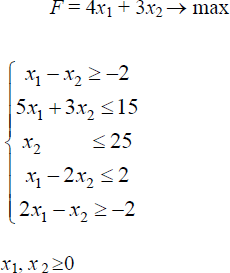 F = 4x₁ + 3x₂ → max
x₁ − x₂ ≥ −2
5x₁ + 3x₂ ≤ 15
x₂ ≤ 25
x₁ − 2x₂ ≤ 2
2x₁ − x₂ ≥ −2
x₁, x₂ ≥0